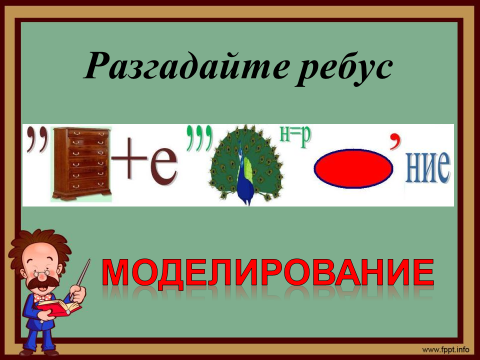 Разгадайте ребус
,, +е ,,, н=р , ние
МОДЕЛИРОВАНИЕ
www.fppt.info